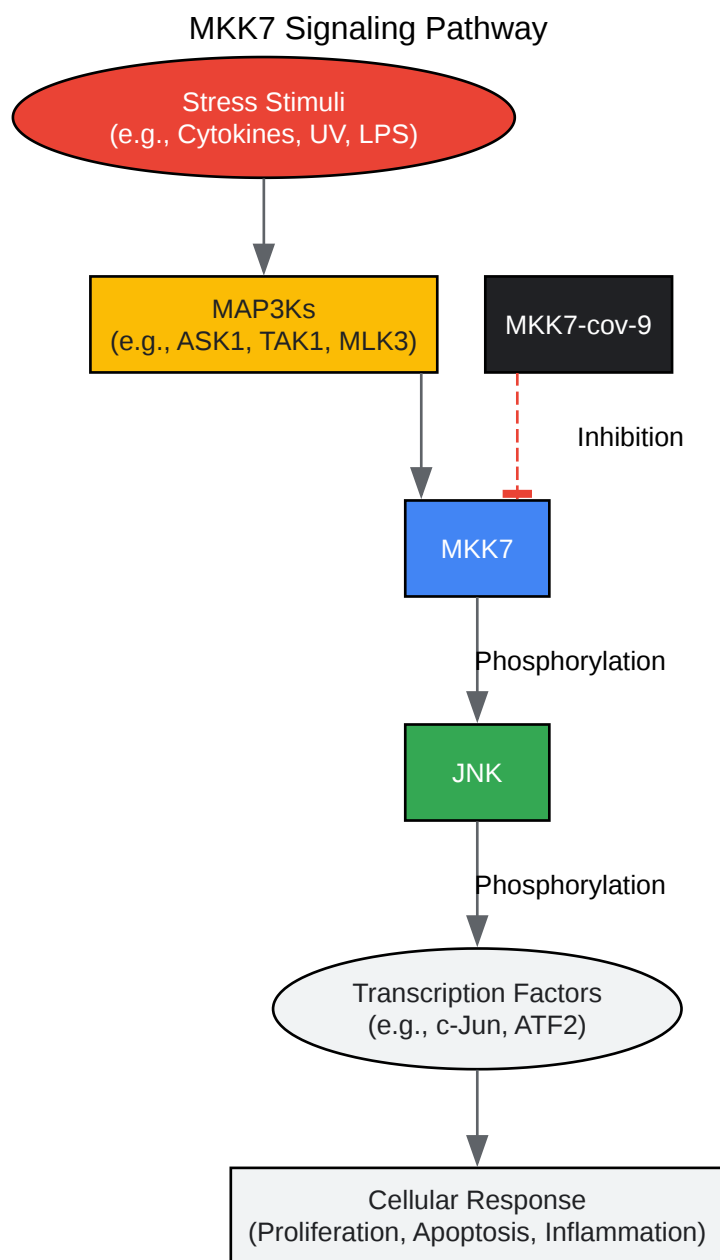 MKK7 Signaling Pathway
Stress Stimuli
(e.g., Cytokines, UV, LPS)
MAP3Ks
(e.g., ASK1, TAK1, MLK3)
MKK7-cov-9
Inhibition
MKK7
Phosphorylation
JNK
Phosphorylation
Transcription Factors
(e.g., c-Jun, ATF2)
Cellular Response
(Proliferation, Apoptosis, Inflammation)